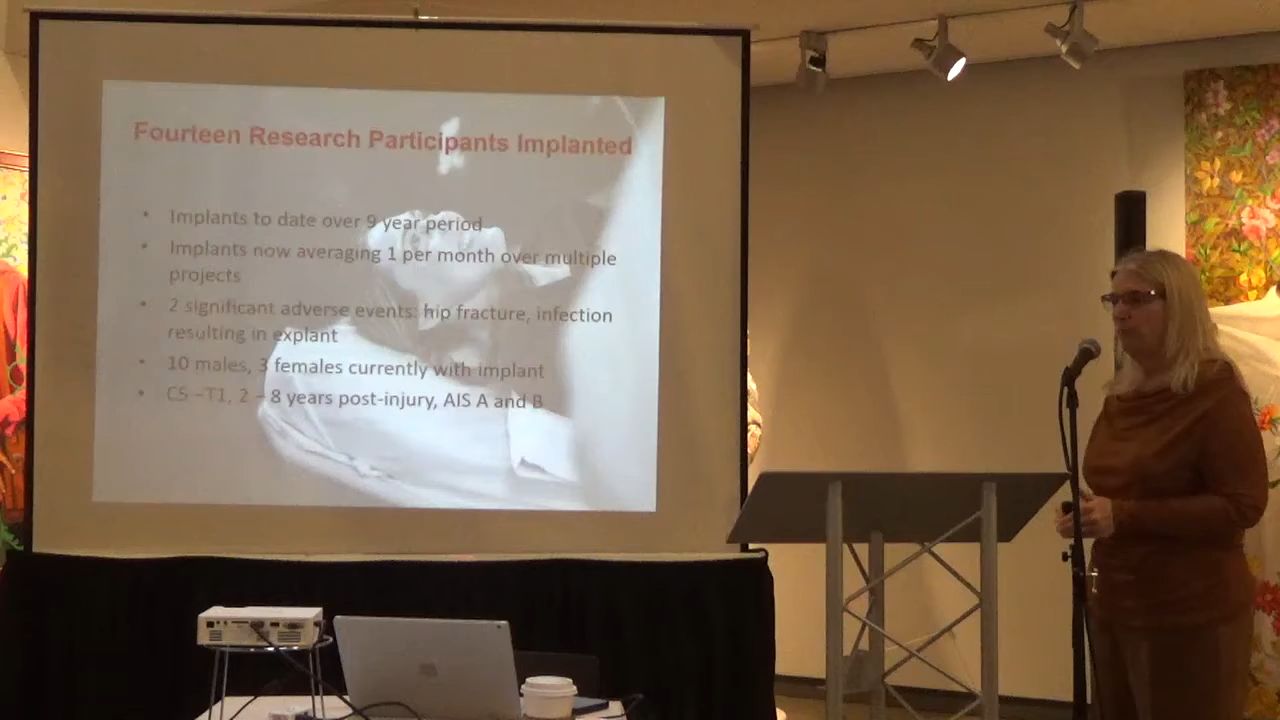 Fourteen Research Participants Implanted
• Implants to date over 9 year period
• Implants now averaging 1 per month over multiple
projects
• 2 significant adverse events: hip fracture, infection
resulting in explant
• 10 males, 3 females currently with implant
• C5 –T1, 2 – 8 years post-injury, AIS A and B